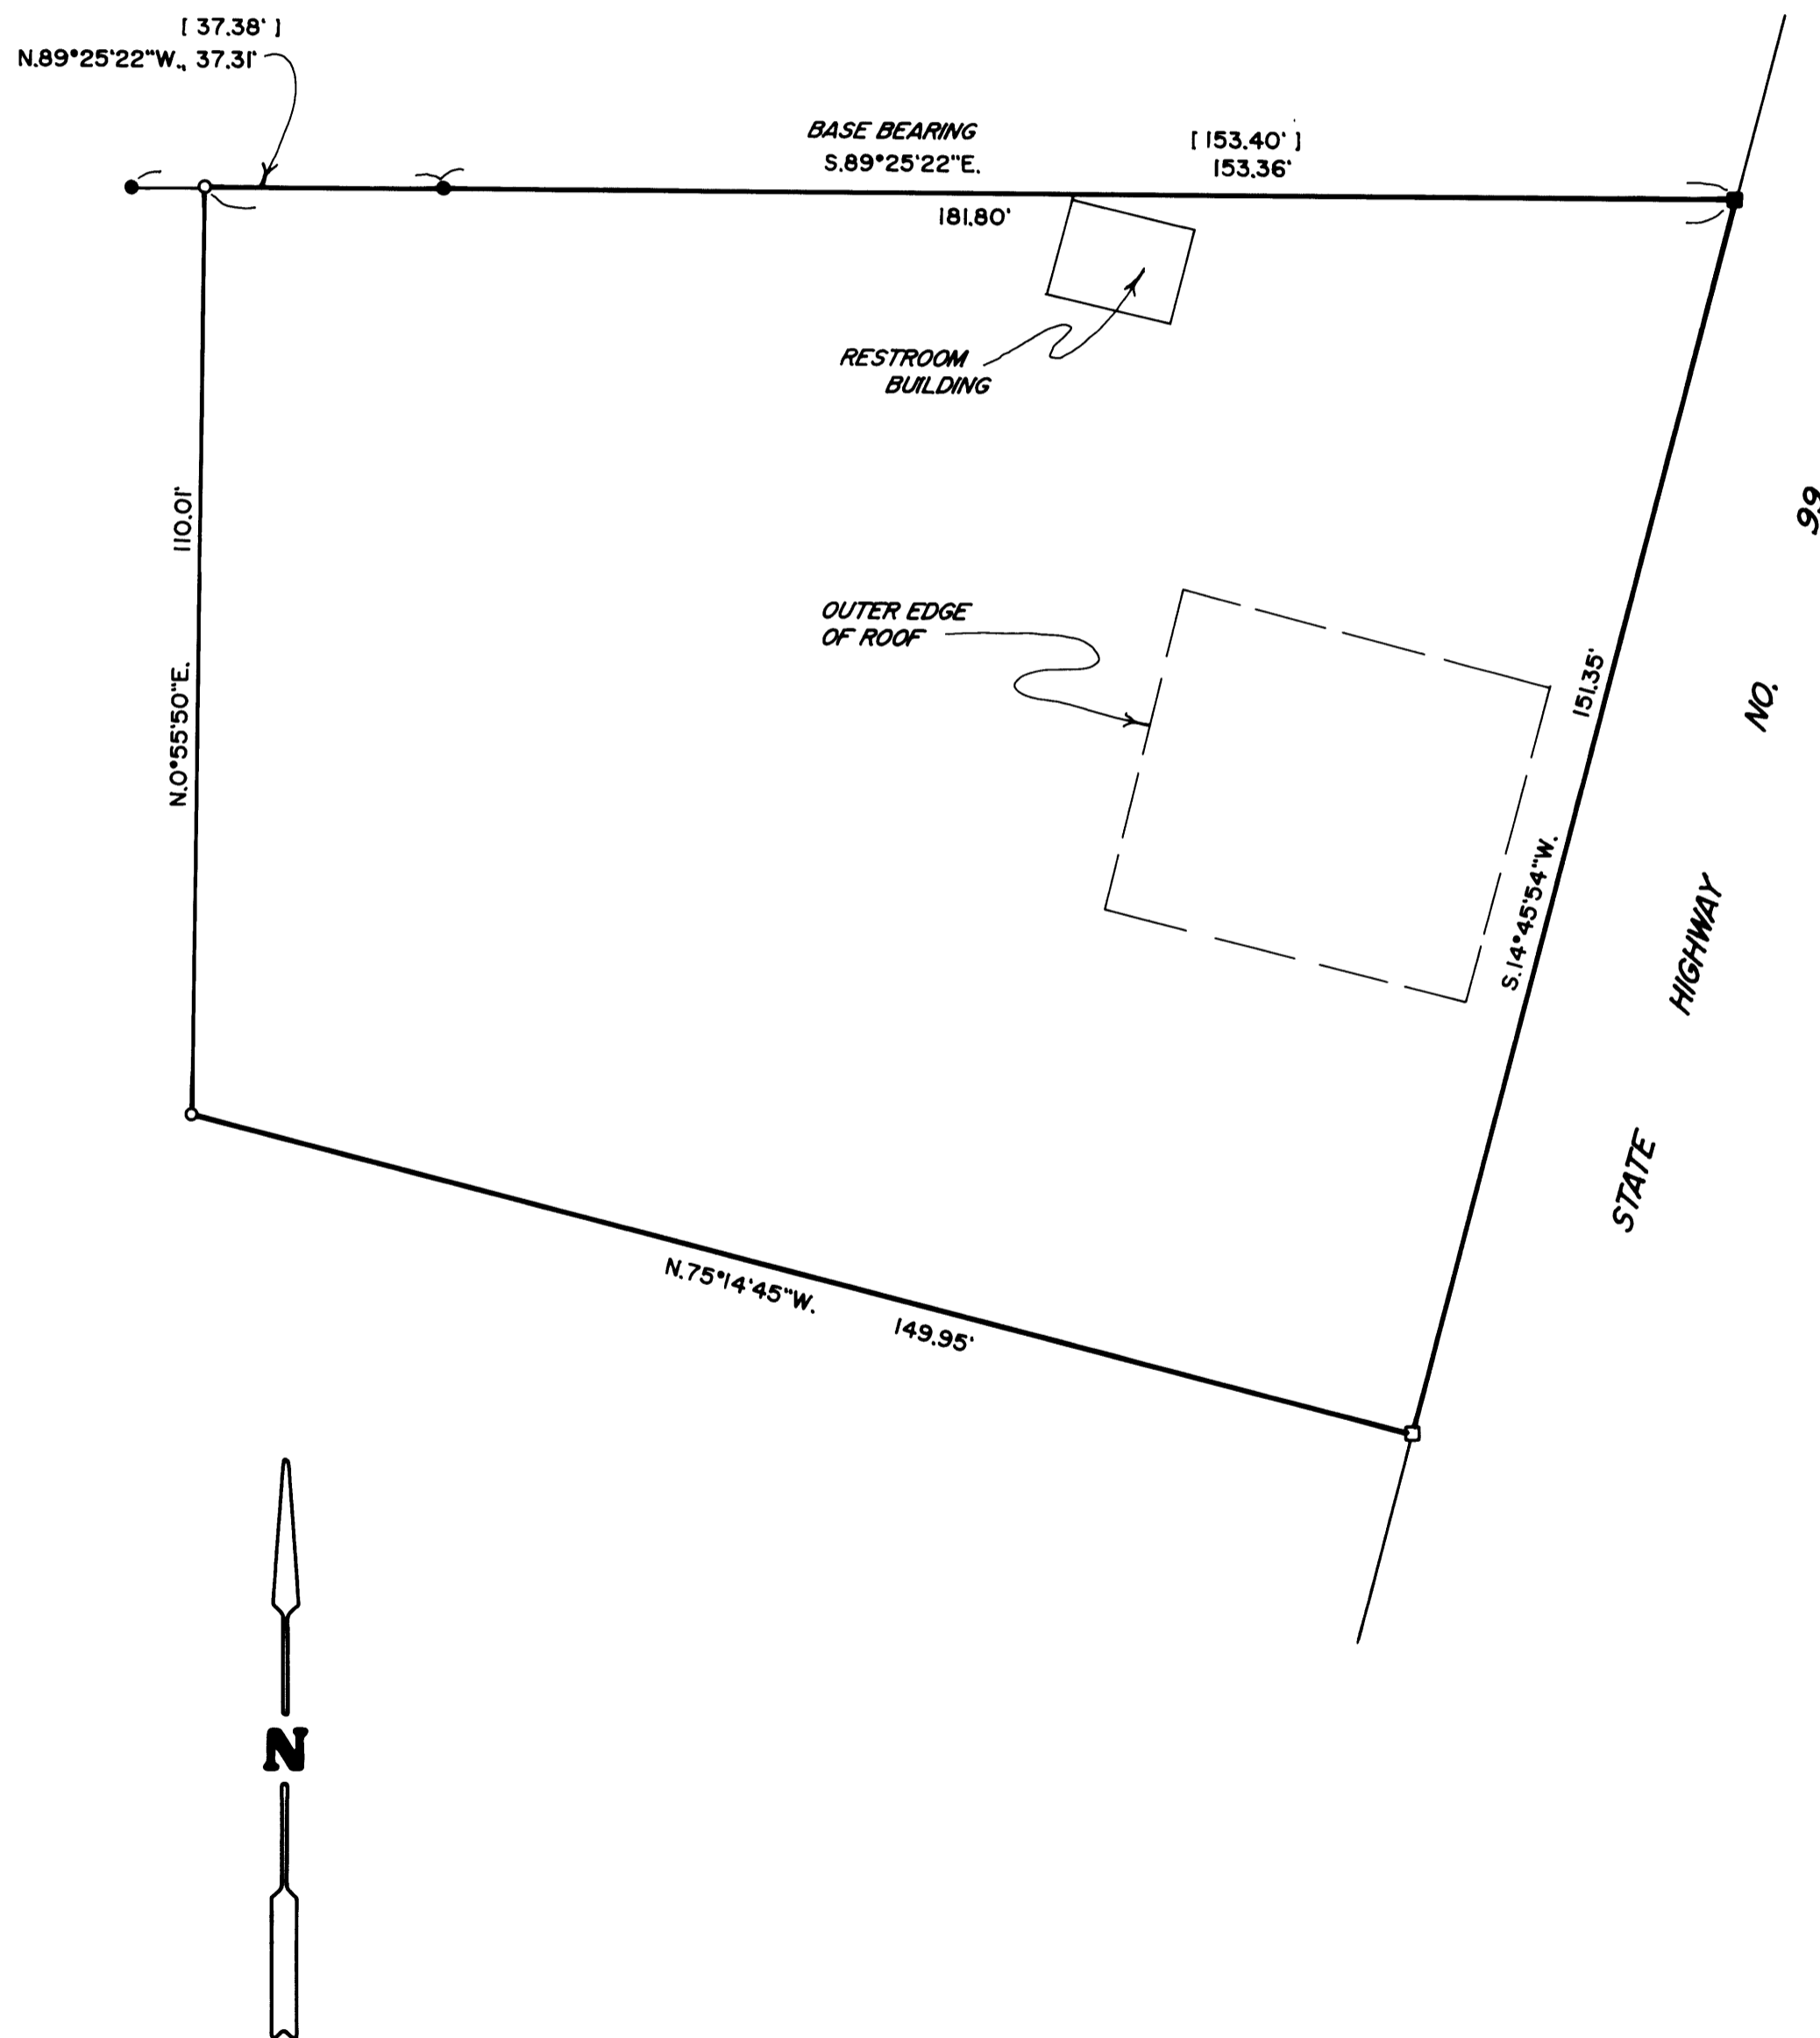 [ 37.38' ]
N.89°25'22"W., 37.31'
BASE BEARING
S.89°25'22"E.
[ 153.40' ]
153.36'
181.80'
RESTROOM
BUILDING
110.01'
N.0°55'50"E.
OUTER EDGE
OF ROOF
151.35'
S.14°45'54"W.
STATE HIGHWAY NO. 99
N.75°14'45"W.
149.95'
N